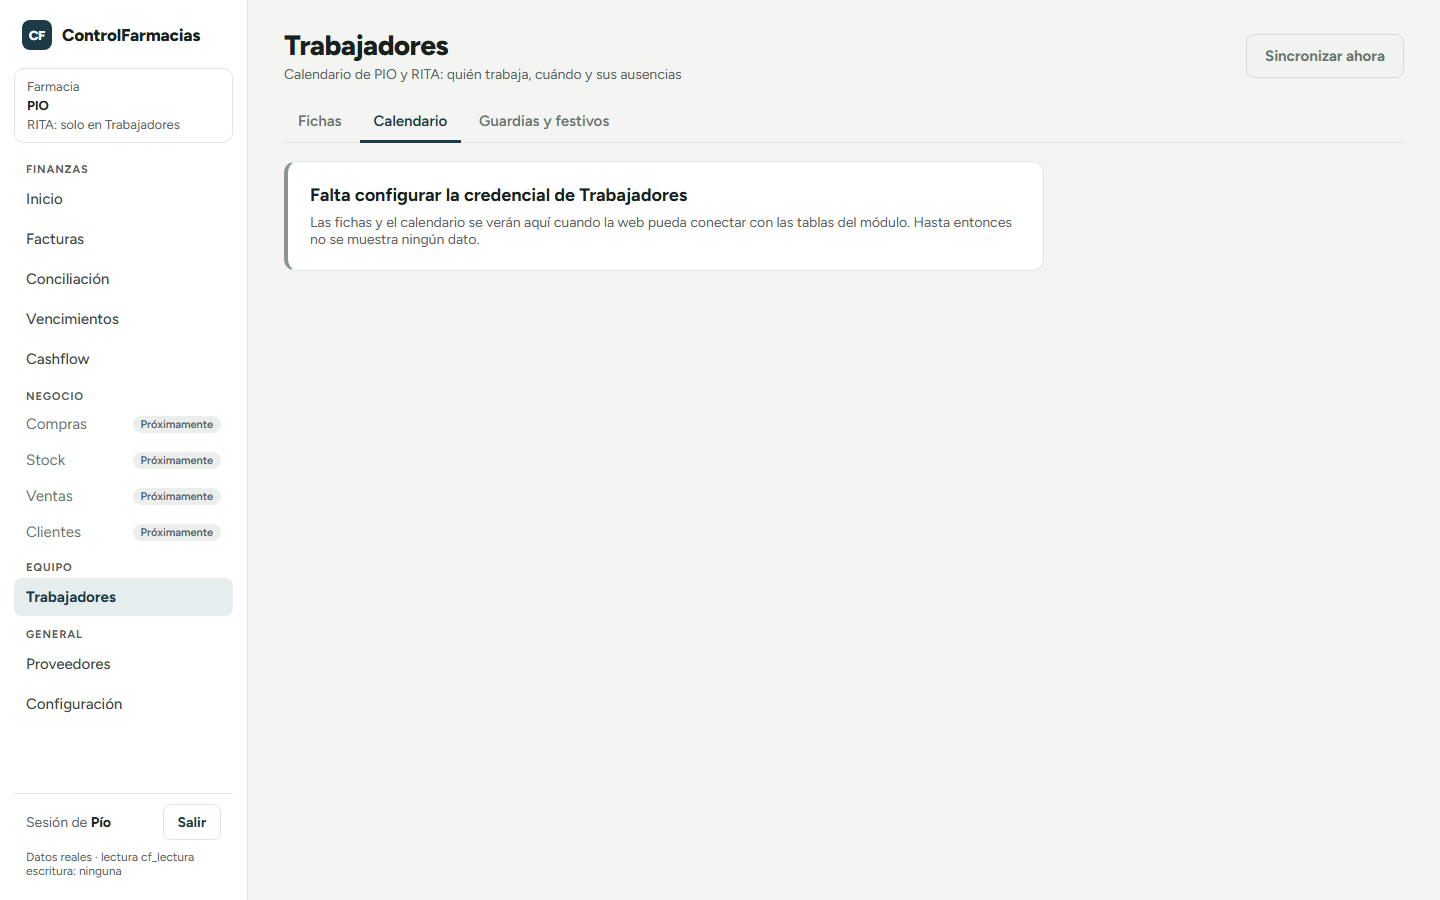 CF ControlFarmacias
Farmacia
PIO
RITA: solo en Trabajadores
FINANZAS
Inicio
Facturas
Conciliación
Vencimientos
Cashflow
NEGOCIO
Compras Próximamente
Stock Próximamente
Ventas Próximamente
Clientes Próximamente
EQUIPO
Trabajadores
GENERAL
Proveedores
Configuración
Sesión de Pío Salir
Datos reales · lectura cf_lectura
escritura: ninguna
Trabajadores
Calendario de PIO y RITA: quién trabaja, cuándo y sus ausencias
Sincronizar ahora
Fichas Calendario Guardias y festivos
Falta configurar la credencial de Trabajadores
Las fichas y el calendario se verán aquí cuando la web pueda conectar con las tablas del módulo. Hasta entonces
no se muestra ningún dato.